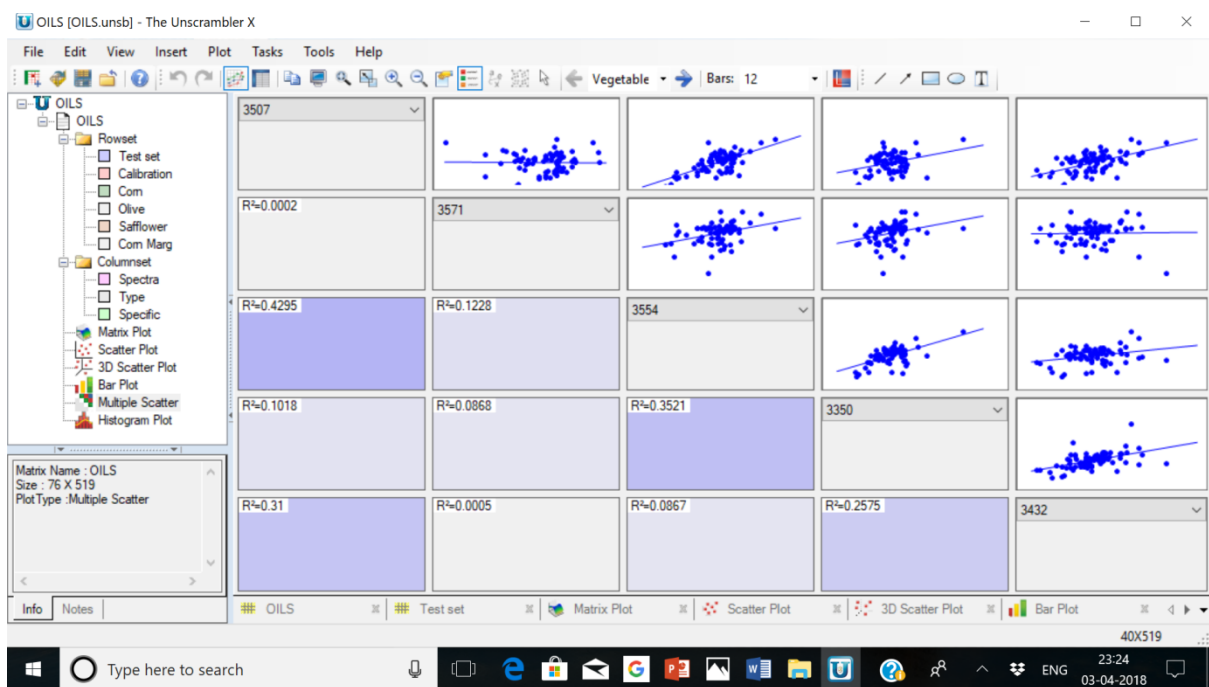 OILS [OILS.unsb] - The Unscrambler X
File Edit View Insert Plot Tasks Tools Help
Vegetable Bars: 12
OILS
OILS
Rowset
Test set
Calibration
Corn
Olive
Safflower
Corn Marg
Columnset
Spectra
Type
Specific
Matrix Plot
Scatter Plot
3D Scatter Plot
Bar Plot
Multiple Scatter
Histogram Plot
Matrix Name : OILS
Size : 76 X 519
PlotType :Multiple Scatter
Info Notes
3507
R²=0.0002 3571
R²=0.4295 R²=0.1228 3554
R²=0.1018 R²=0.0868 R²=0.3521 3350
R²=0.31 R²=0.0005 R²=0.0867 R²=0.2575 3432
OILS Test set Matrix Plot Scatter Plot 3D Scatter Plot Bar Plot
40X519
Type here to search
ENG
23:24
03-04-2018